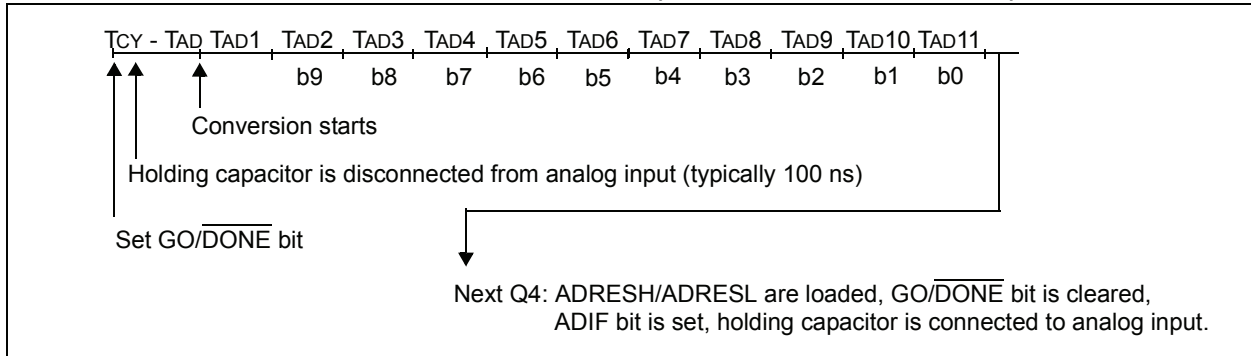 TCY - TAD TAD1 TAD2 TAD3 TAD4 TAD5 TAD6 TAD7 TAD8 TAD9 TAD10 TAD11
b9 b8 b7 b6 b5 b4 b3 b2 b1 b0
Conversion starts
Holding capacitor is disconnected from analog input (typically 100 ns)
Set GO/DONE bit
Next Q4: ADRESH/ADRESL are loaded, GO/DONE bit is cleared,
ADIF bit is set, holding capacitor is connected to analog input.